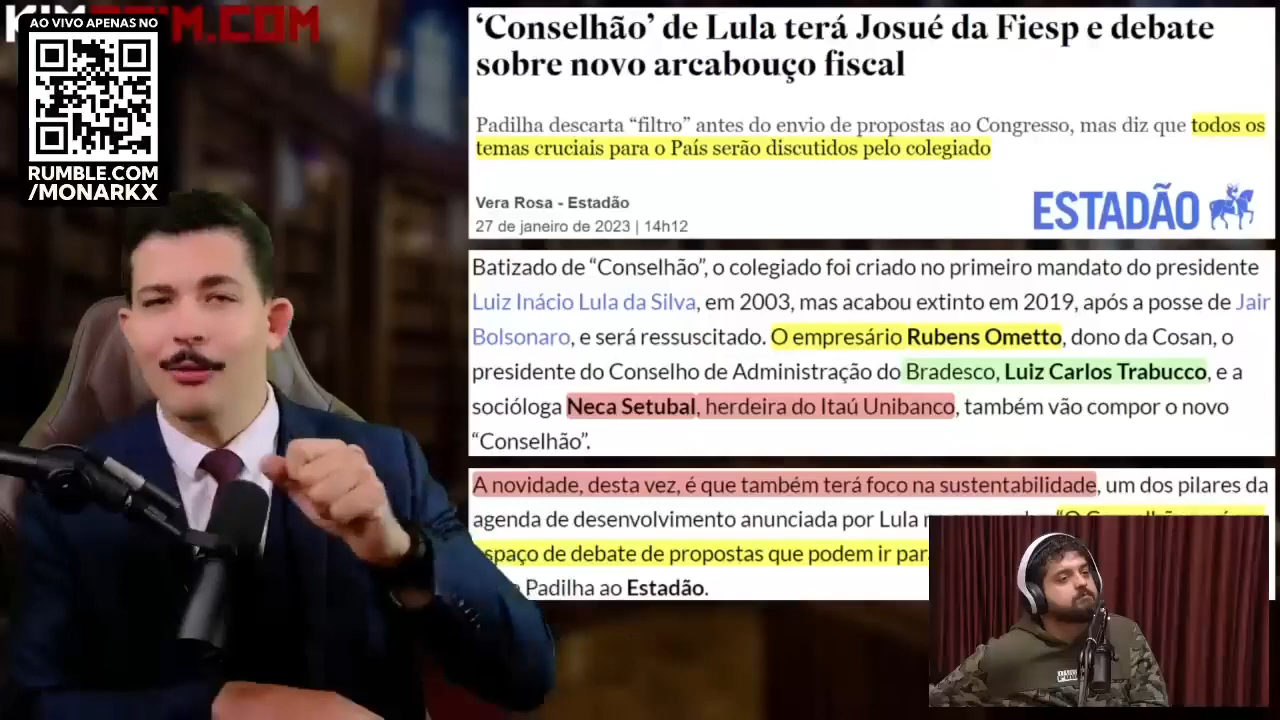 AO VIVO APENAS NO
RUMBLE.COM
/MONARKX
‘Conselhão’ de Lula terá Josué da Fiesp e debate
sobre novo arcabouço fiscal
Padilha descarta “filtro” antes do envio de propostas ao Congresso, mas diz que todos os
temas cruciais para o País serão discutidos pelo colegiado
Vera Rosa - Estadão
27 de janeiro de 2023 | 14h12
ESTADÃO
Batizado de “Conselhão”, o colegiado foi criado no primeiro mandato do presidente
Luiz Inácio Lula da Silva, em 2003, mas acabou extinto em 2019, após a posse de Jair
Bolsonaro, e será ressuscitado. O empresário Rubens Ometto, dono da Cosan, o
presidente do Conselho de Administração do Bradesco, Luiz Carlos Trabucco, e a
socióloga Neca Setubal, herdeira do Itaú Unibanco, também vão compor o novo
“Conselhão”.
A novidade, desta vez, é que também terá foco na sustentabilidade, um dos pilares da
agenda de desenvolvimento anunciada por Lula
espaço de debate de propostas que podem ir par
Padilha ao Estadão.